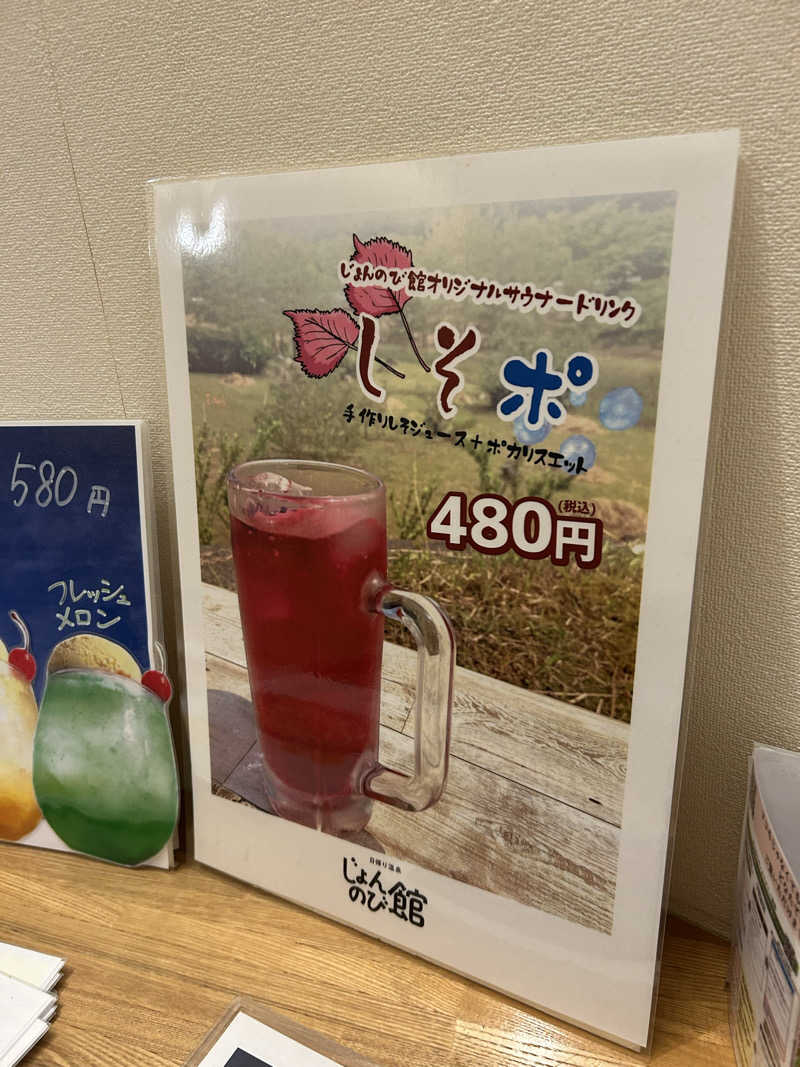 580円
フレッシュ
メロン
じょんのび館オリジナルサウナードリンク
しそポ
手作りしそジュース+ポカリスエット
480円
(税込)
日帰り温泉
じょん
のび館